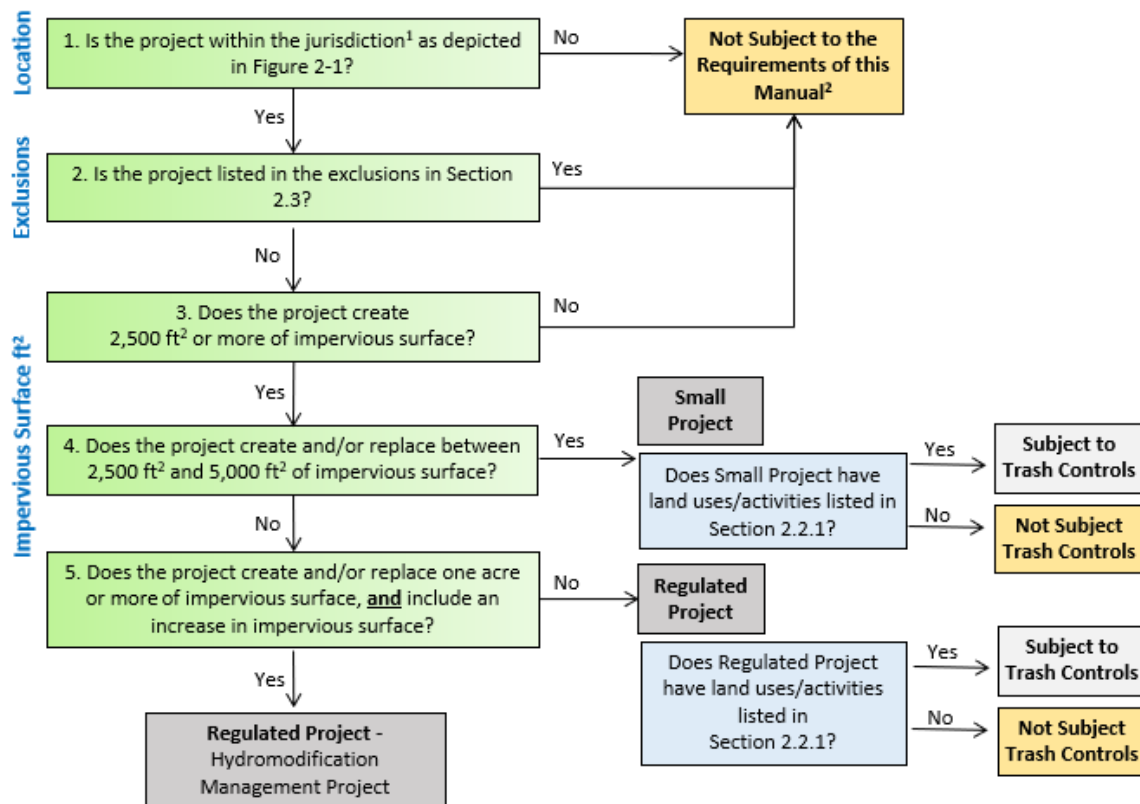 Location
1. Is the project within the jurisdiction¹ as depicted
in Figure 2-1?
No
Not Subject to the
Requirements of this
Manual²
Yes
Exclusions
2. Is the project listed in the exclusions in Section
2.3?
Yes
No
Impervious Surface ft²
3. Does the project create
2,500 ft² or more of impervious surface?
No
Yes
4. Does the project create and/or replace between
2,500 ft² and 5,000 ft² of impervious surface?
Yes
Small
Project
Does Small Project have
land uses/activities listed in
Section 2.2.1?
Yes
Subject to
Trash Controls
No
Not Subject
Trash Controls
No
5. Does the project create and/or replace one acre
or more of impervious surface, and include an
increase in impervious surface?
No
Regulated
Project
Does Regulated Project
have land uses/activities
listed in
Section 2.2.1?
Yes
Subject to
Trash Controls
No
Not Subject
Trash Controls
Yes
Regulated Project -
Hydromodification
Management Project